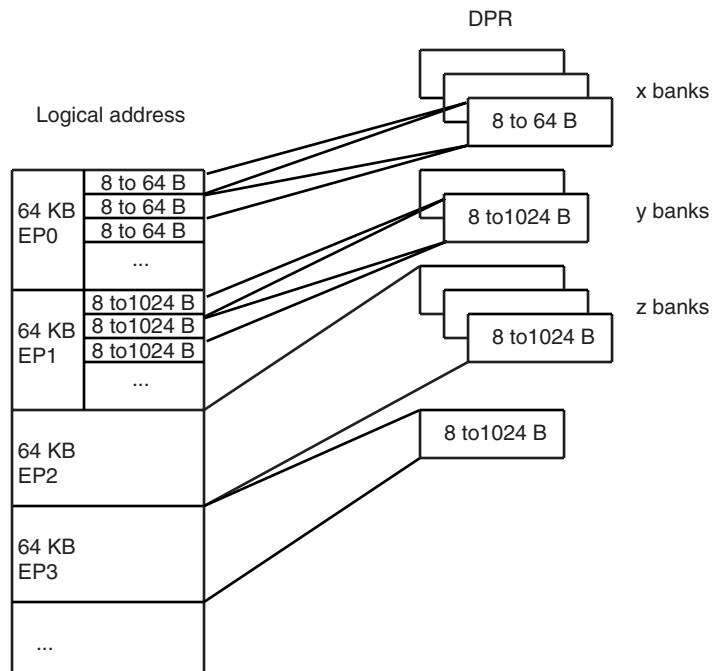 DPR
x banks
Logical address
8 to 64 B
64 KB
EP0
8 to 64 B
8 to 64 B
8 to 64 B
...
y banks
8 to1024 B
64 KB
EP1
8 to1024 B
8 to1024 B
8 to1024 B
...
z banks
8 to1024 B
64 KB
EP2
8 to1024 B
64 KB
EP3
...